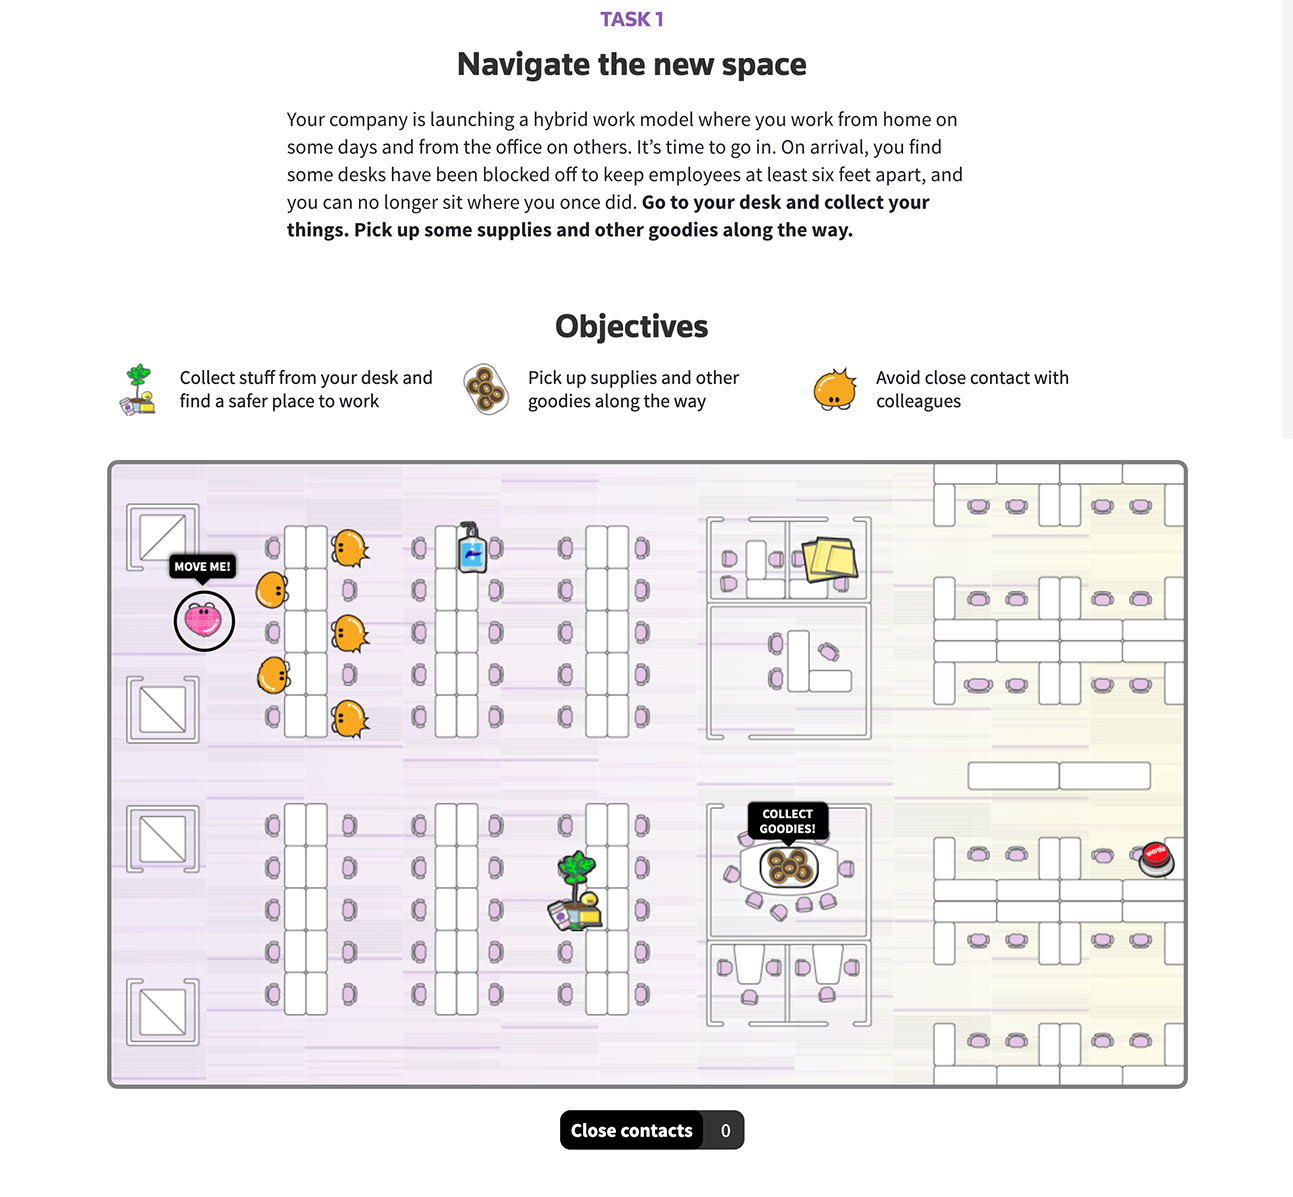 TASK 1
Navigate the new space
Your company is launching a hybrid work model where you work from home on
some days and from the office on others. It’s time to go in. On arrival, you find
some desks have been blocked off to keep employees at least six feet apart, and
you can no longer sit where you once did. Go to your desk and collect your
things. Pick up some supplies and other goodies along the way.
Objectives
Collect stuff from your desk and
find a safer place to work
Pick up supplies and other
goodies along the way
Avoid close contact with
colleagues
MOVE ME!
COLLECT
GOODIES!
words
Close contacts 0